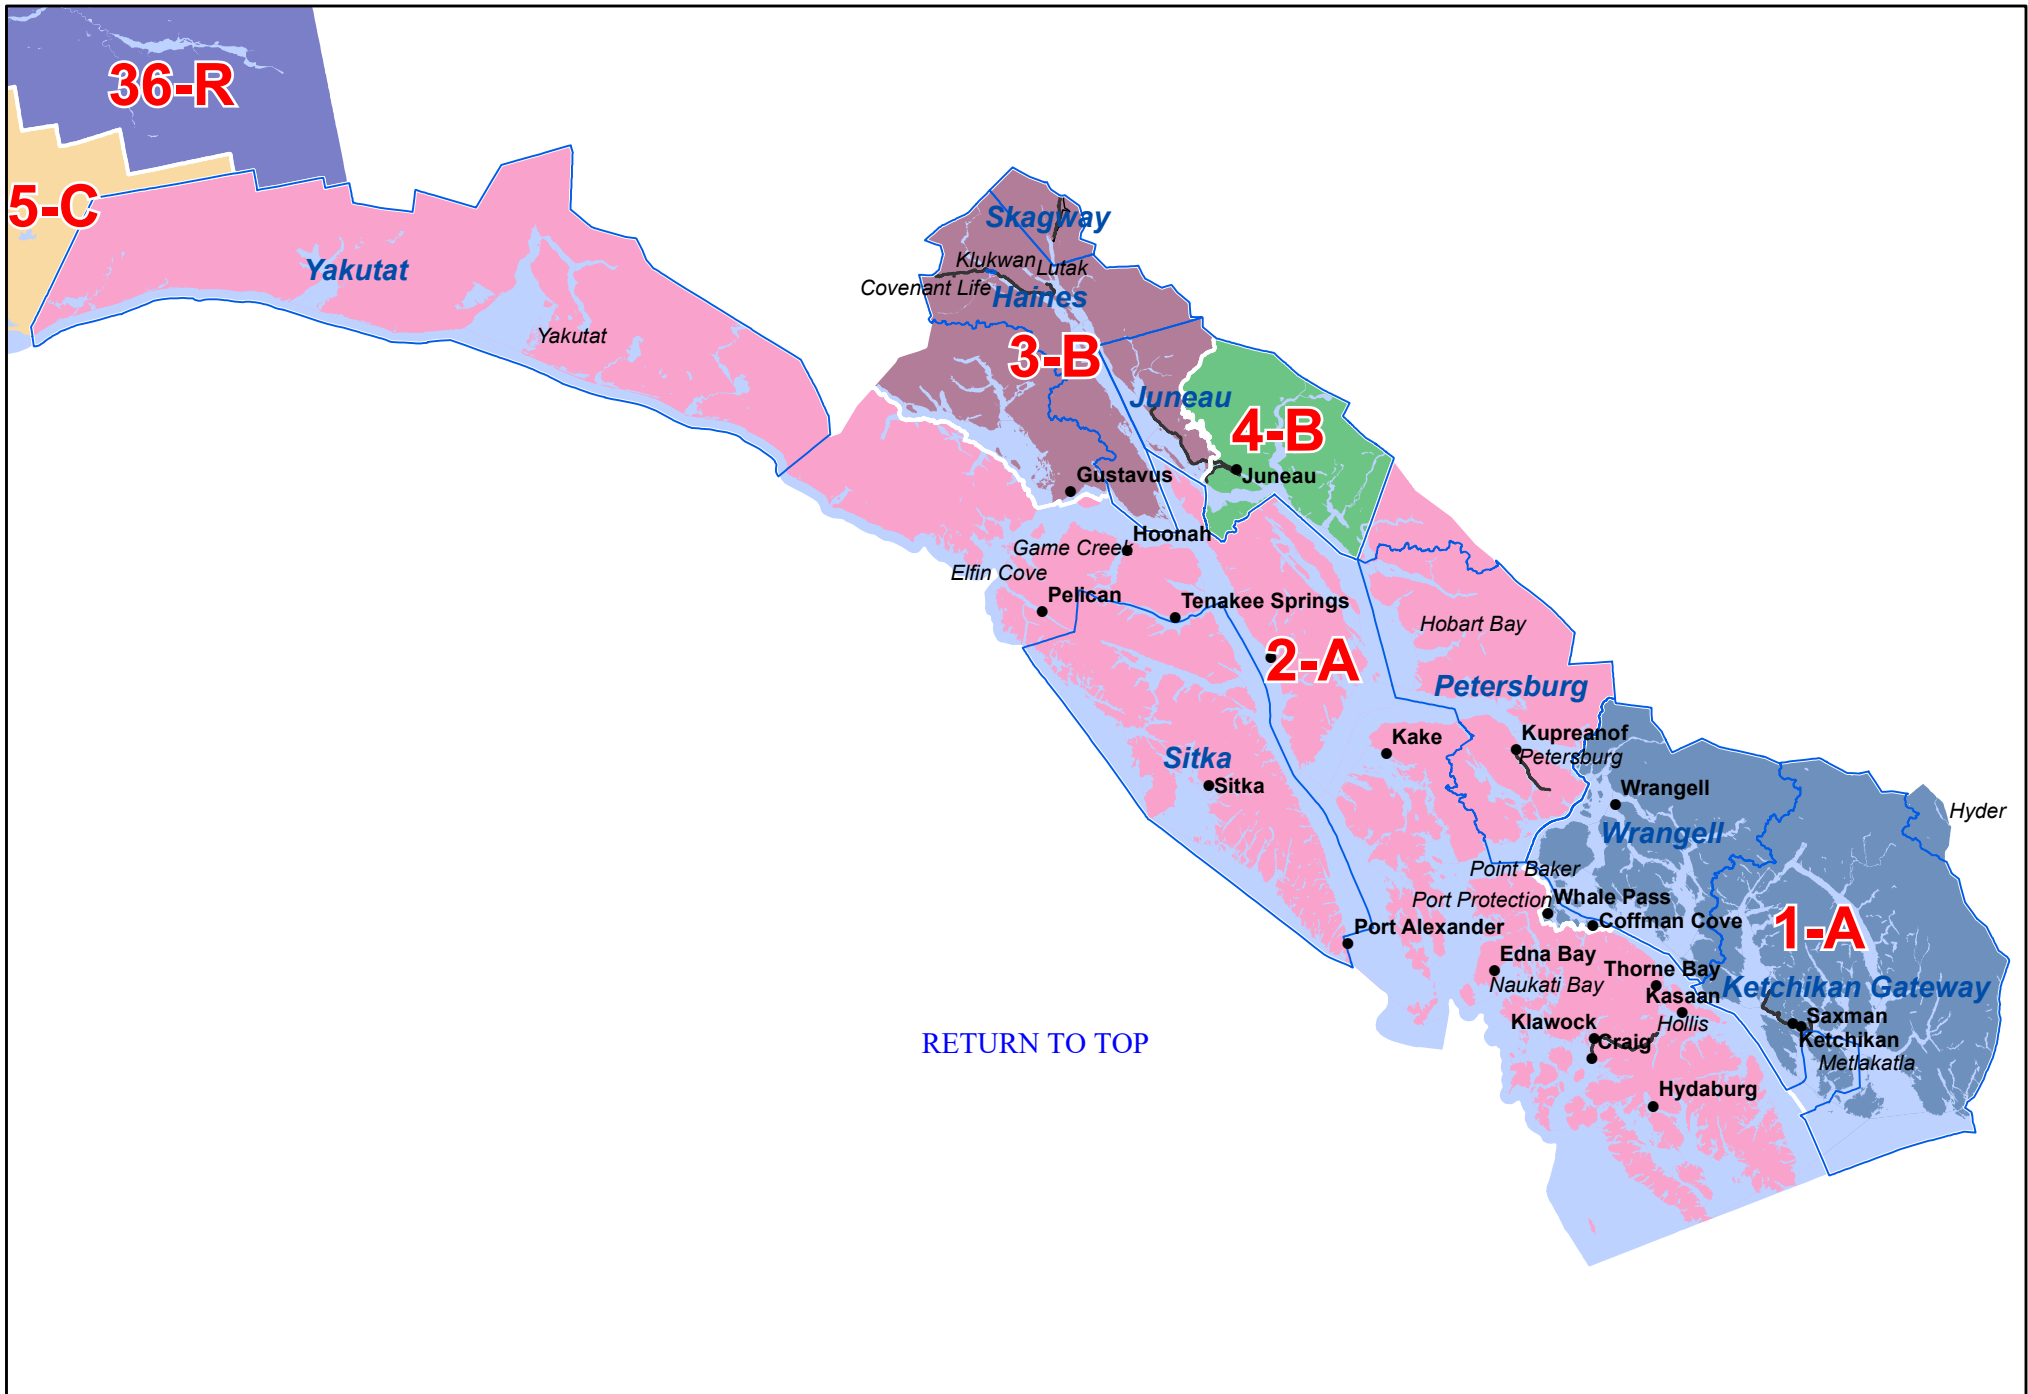 36-R
5-C
Skagway
Yakutat
Klukwan
Lutak
Covenant Life
Haines
Yakutat
3-B
Juneau
4-B
Gustavus
Juneau
Hoonah
Game Creek
Elfin Cove
Pelican
Tenakee Springs
Hobart Bay
2-A
Petersburg
Kake
Kupreanof
Petersburg
Sitka
Sitka
Wrangell
Hyder
Wrangell
Point Baker
Port Protection
Whale Pass
Coffman Cove
Port Alexander
1-A
Edna Bay
Thorne Bay
Naukati Bay
Kasaan
Ketchikan Gateway
Klawock
Hollis
Saxman
RETURN TO TOP
Craig
Ketchikan
Metlakatla
Hydaburg